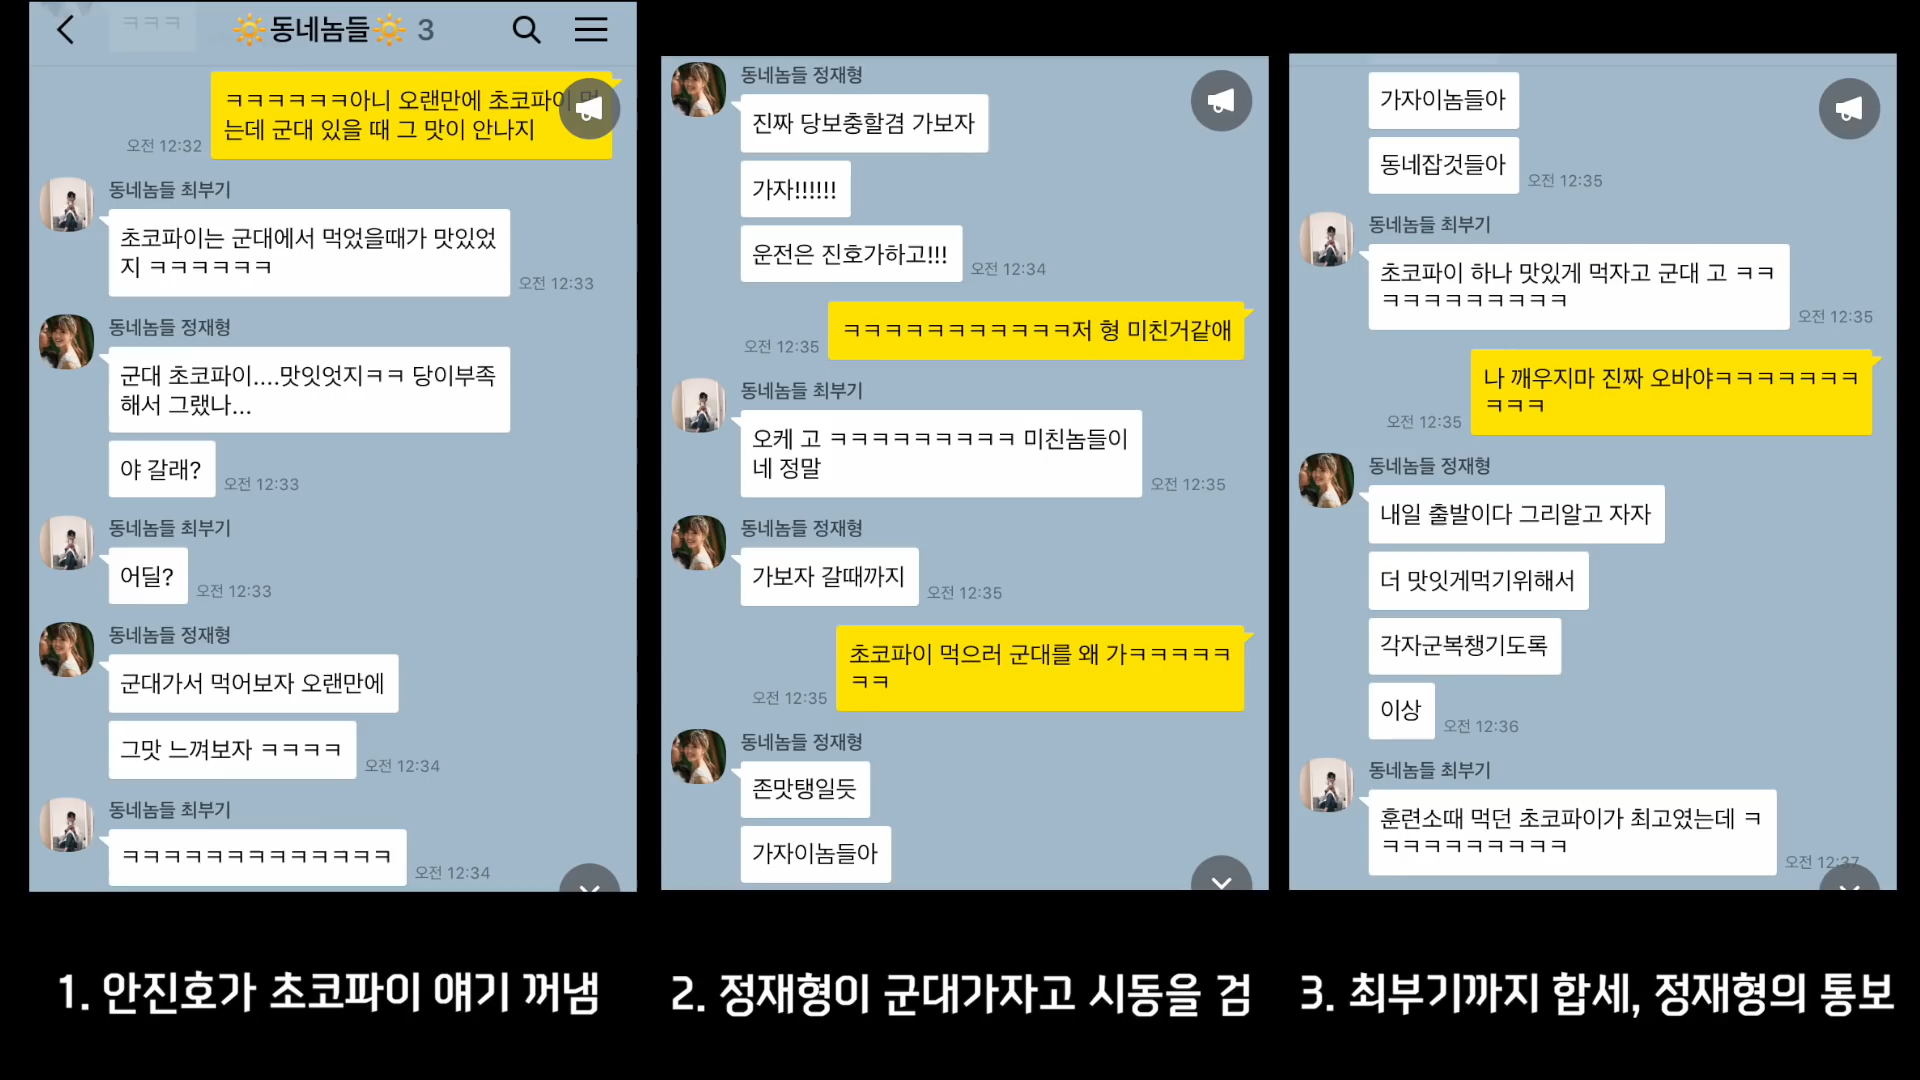 ㅋㅋㅋ
동네놈들 3
ㅋㅋㅋㅋㅋㅋ아니 오랜만에 초코파이 먹
는데 군대 있을 때 그 맛이 안나지
오전 12:32
동네놈들 최부기
초코파이는 군대에서 먹었을때가 맛있었
지 ㅋㅋㅋㅋㅋㅋ
오전 12:33
동네놈들 정재형
군대 초코파이....맛잇엇지ㅋㅋ 당이부족
해서 그랬나...
야 갈래?
오전 12:33
동네놈들 최부기
어딜?
오전 12:33
동네놈들 정재형
군대가서 먹어보자 오랜만에
그맛 느껴보자 ㅋㅋㅋㅋ
오전 12:34
동네놈들 최부기
ㅋㅋㅋㅋㅋㅋㅋㅋㅋㅋㅋㅋㅋ
오전 12:34
1. 안진호가 초코파이 얘기 꺼냄
동네놈들 정재형
진짜 당보충할겸 가보자
가자!!!!!!
운전은 진호가하고!!!
오전 12:34
ㅋㅋㅋㅋㅋㅋㅋㅋㅋㅋㅋ저 형 미친거같애
오전 12:35
동네놈들 최부기
오케 고 ㅋㅋㅋㅋㅋㅋㅋㅋㅋ 미친놈들이
네 정말
오전 12:35
동네놈들 정재형
가보자 갈때까지
오전 12:35
초코파이 먹으러 군대를 왜 가ㅋㅋㅋㅋㅋ
ㅋㅋ
오전 12:35
동네놈들 정재형
존맛탱일듯
가자이놈들아
2. 정재형이 군대가자고 시동을 검
가자이놈들아
동네잡것들아
오전 12:35
동네놈들 최부기
초코파이 하나 맛있게 먹자고 군대 고 ㅋㅋ
ㅋㅋㅋㅋㅋㅋㅋㅋㅋ
오전 12:35
나 깨우지마 진짜 오바야ㅋㅋㅋㅋㅋㅋㅋ
ㅋㅋㅋ
오전 12:35
동네놈들 정재형
내일 출발이다 그리알고 자자
더 맛잇게먹기위해서
각자군복챙기도록
이상
오전 12:36
동네놈들 최부기
훈련소때 먹던 초코파이가 최고였는데 ㅋ
ㅋㅋㅋㅋㅋㅋㅋㅋㅋ
오전 12:37
3. 최부기까지 합세, 정재형의 통보